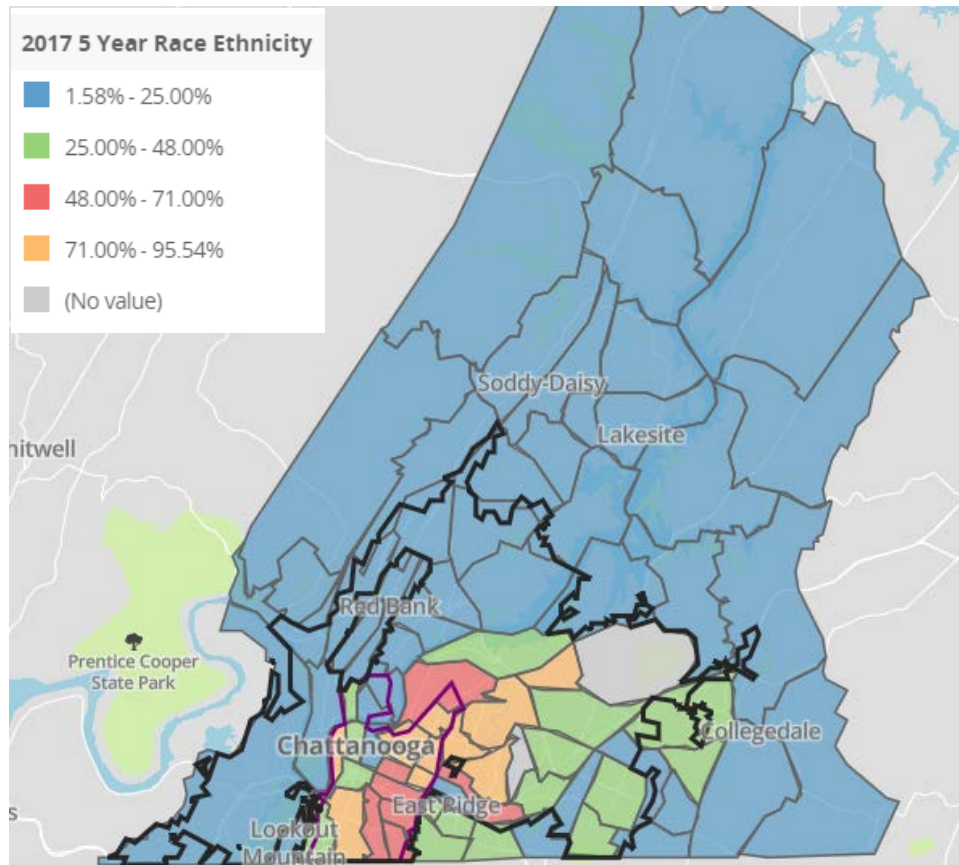 2017 5 Year Race Ethnicity
1.58% - 25.00%
25.00% - 48.00%
48.00% - 71.00%
71.00% - 95.54%
(No value)
Soddy-Daisy
Lakesite
nitwell
Red Bank
Prentice Cooper
State Park
Collegedale
Chattanooga
East Ridge
s
Lookout
Mountain